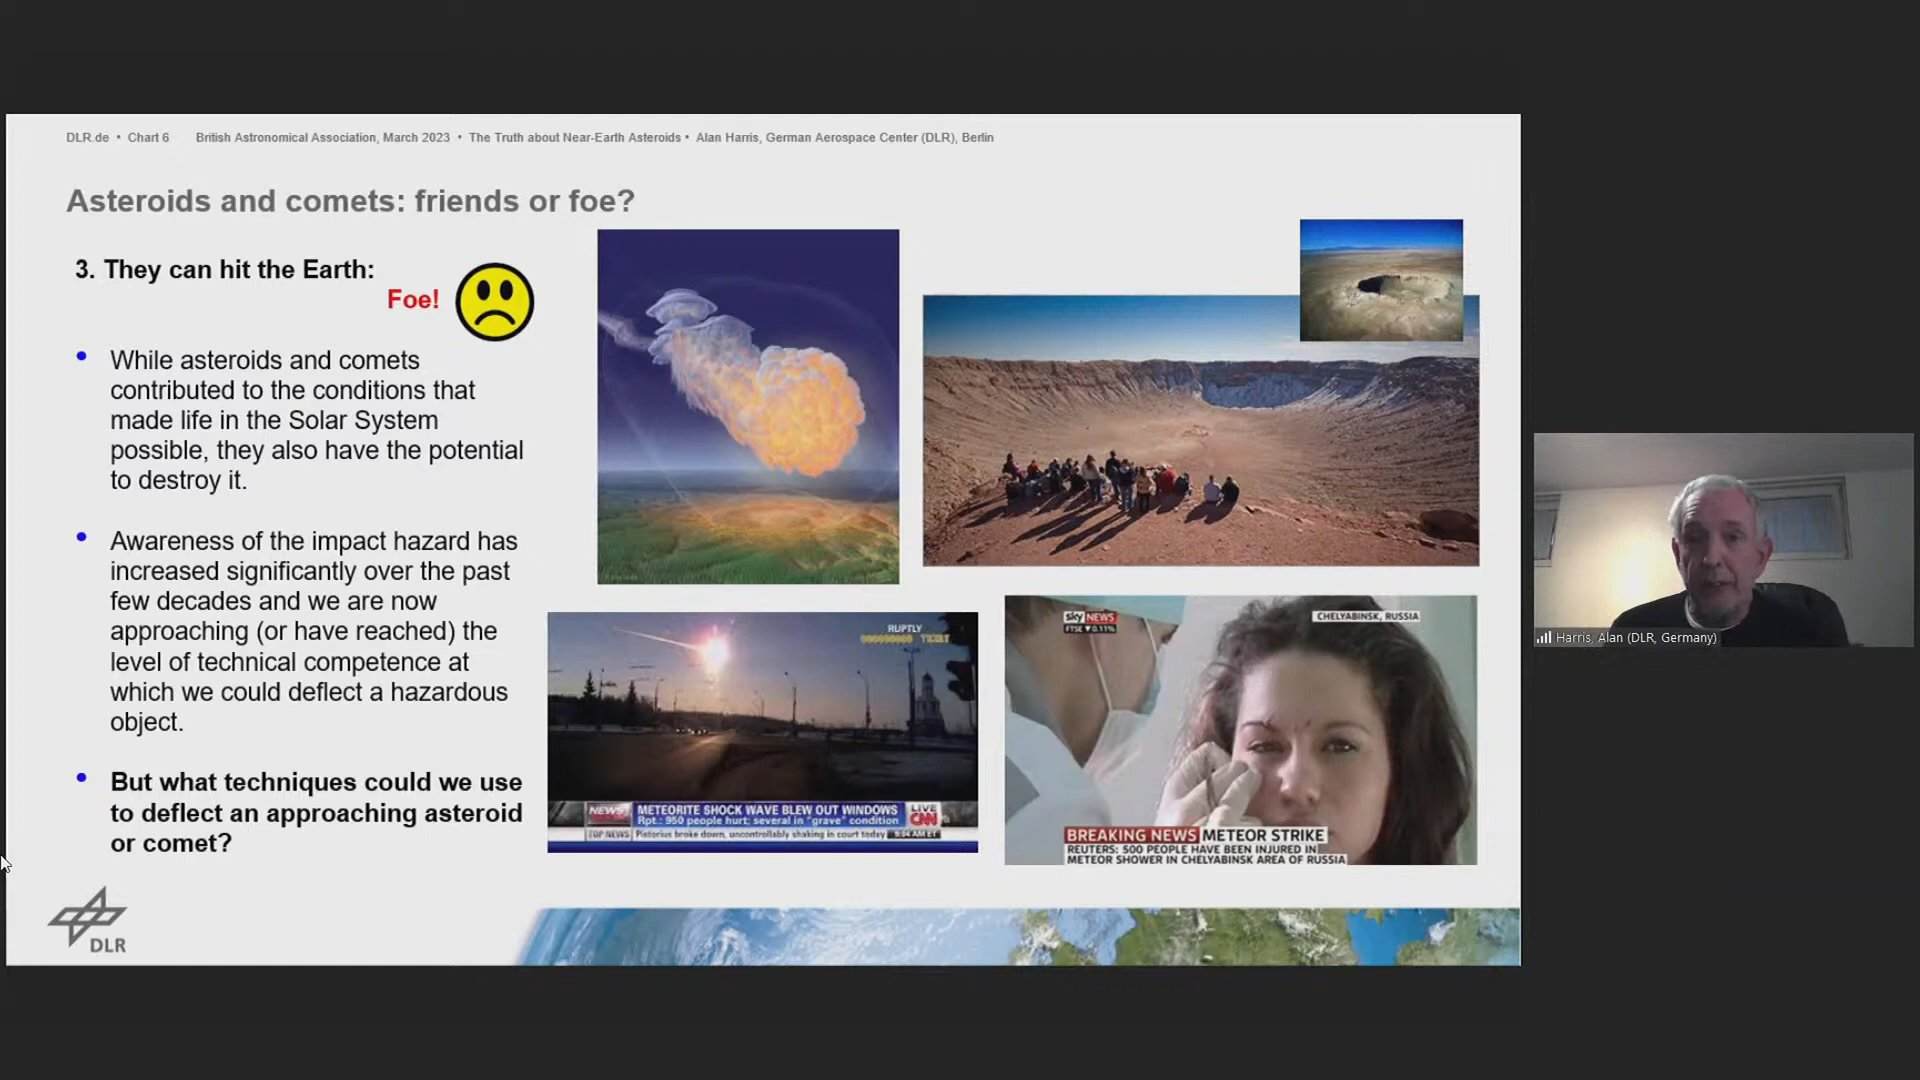 DLR.de • Chart 6 British Astronomical Association, March 2023 • The Truth about Near-Earth Asteroids • Alan Harris, German Aerospace Center (DLR), Berlin
Asteroids and comets: friends or foe?
3. They can hit the Earth:
Foe!
• While asteroids and comets
contributed to the conditions that
made life in the Solar System
possible, they also have the potential
to destroy it.
• Awareness of the impact hazard has
increased significantly over the past
few decades and we are now
approaching (or have reached) the
level of technical competence at
which we could deflect a hazardous
object.
• But what techniques could we use
to deflect an approaching asteroid
or comet?
RUPTLY
NEWS
METEORITE SHOCK WAVE BLEW OUT WINDOWS
Rpt.: 950 people hurt; several in "grave" condition
LIVE
CNN
TOP NEWS Pistorius broke down, uncontrollably shaking in court today 9:04 AM ET
sky NEWS
FTSE ▼0.11%
CHELYABINSK, RUSSIA
BREAKING NEWS METEOR STRIKE
REUTERS: 500 PEOPLE HAVE BEEN INJURED IN
METEOR SHOWER IN CHELYABINSK AREA OF RUSSIA
DLR
Harris, Alan (DLR, Germany)